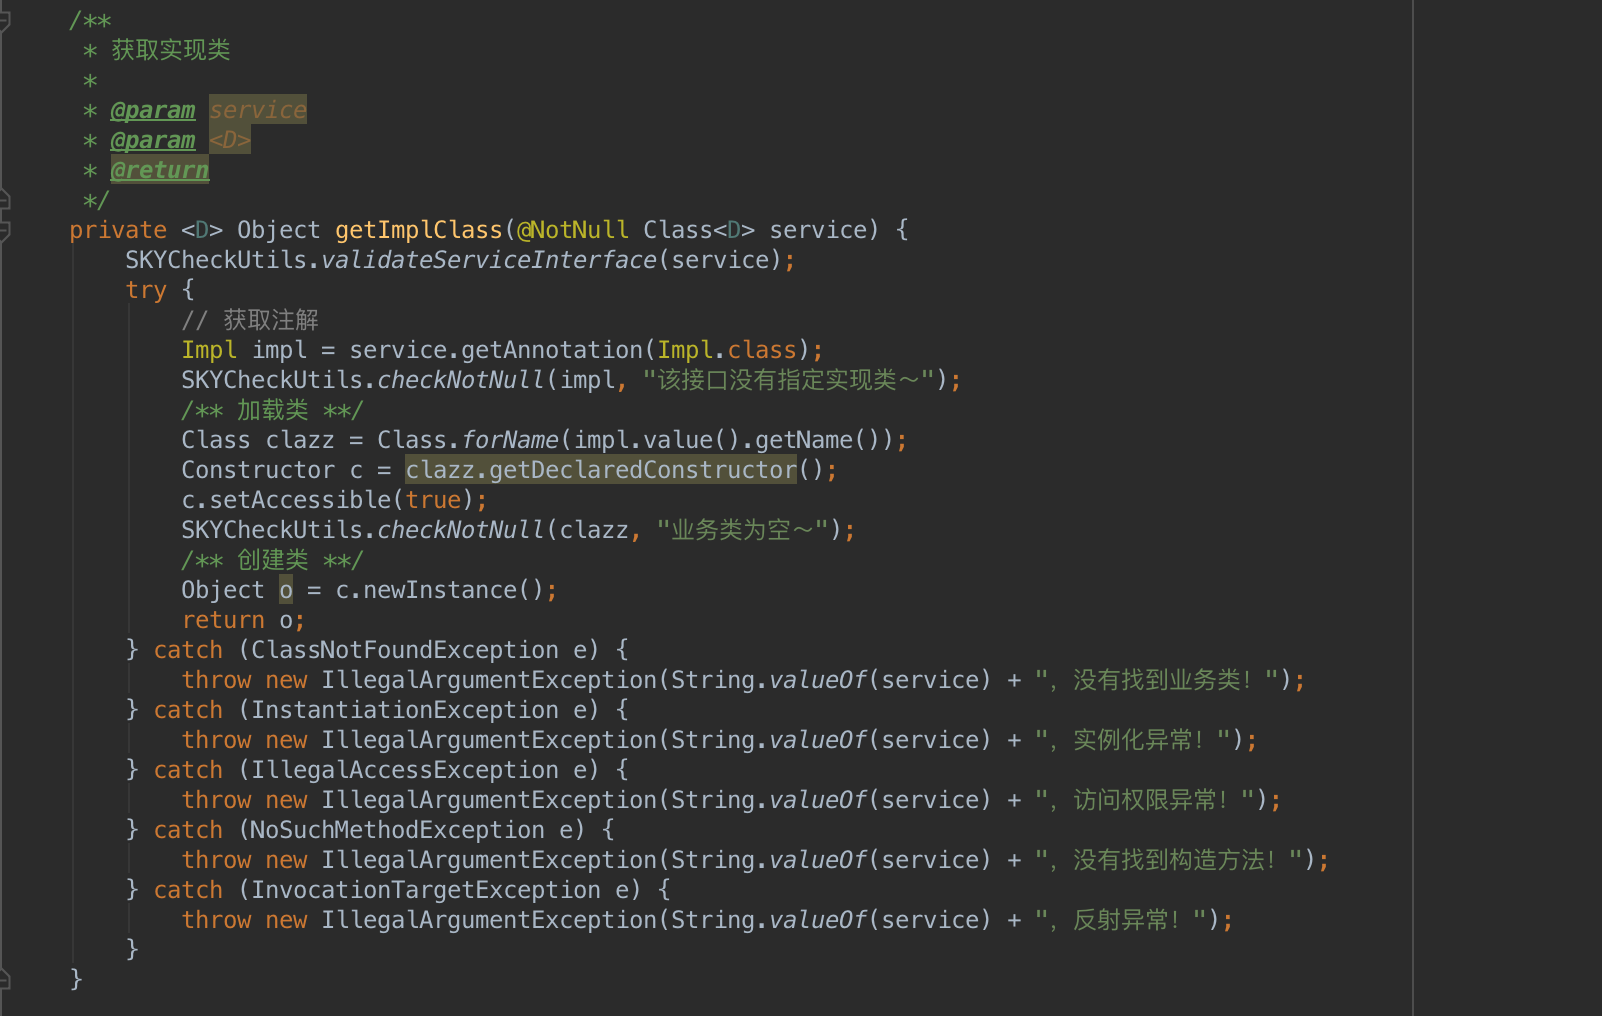 /**
 * 获取实现类
 *
 * @param service
 * @param <D>
 * @return
 */
private <D> Object getImplClass(@NotNull Class<D> service) {
    SKYCheckUtils.validateServiceInterface(service);
    try {
        // 获取注解
        Impl impl = service.getAnnotation(Impl.class);
        SKYCheckUtils.checkNotNull(impl, "该接口没有指定实现类～");
        /** 加载类 **/
        Class clazz = Class.forName(impl.value().getName());
        Constructor c = clazz.getDeclaredConstructor();
        c.setAccessible(true);
        SKYCheckUtils.checkNotNull(clazz, "业务类为空～");
        /** 创建类 **/
        Object o = c.newInstance();
        return o;
    } catch (ClassNotFoundException e) {
        throw new IllegalArgumentException(String.valueOf(service) + "，没有找到业务类！");
    } catch (InstantiationException e) {
        throw new IllegalArgumentException(String.valueOf(service) + "，实例化异常！");
    } catch (IllegalAccessException e) {
        throw new IllegalArgumentException(String.valueOf(service) + "，访问权限异常！");
    } catch (NoSuchMethodException e) {
        throw new IllegalArgumentException(String.valueOf(service) + "，没有找到构造方法！");
    } catch (InvocationTargetException e) {
        throw new IllegalArgumentException(String.valueOf(service) + "，反射异常！");
    }
}